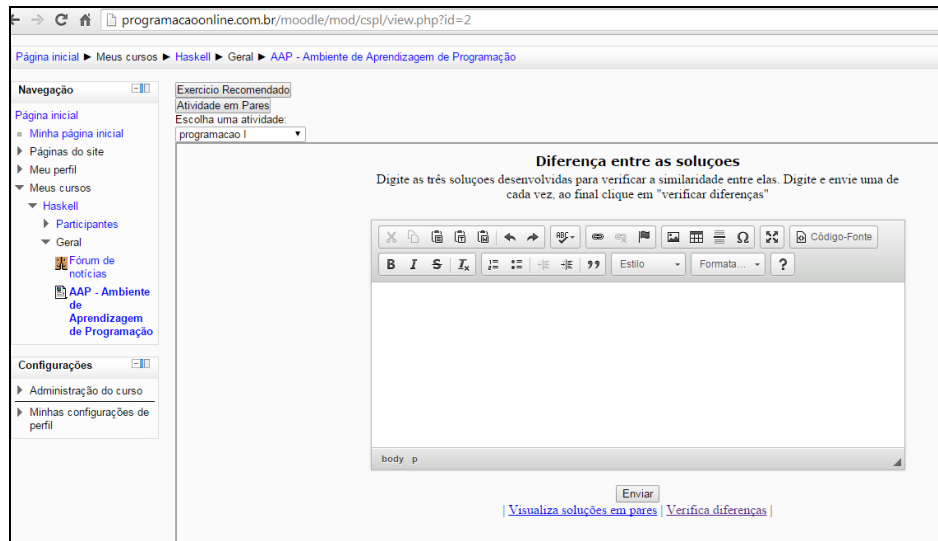 programacaoonline.com.br/moodle/mod/cspl/view.php?id=2
Página inicial ► Meus cursos ► Haskell ► Geral ► AAP - Ambiente de Aprendizagem de Programação
Navegação
Página inicial
Minha página inicial
Páginas do site
Meu perfil
Meus cursos
Haskell
Participantes
Geral
Fórum de
notícias
AAP - Ambiente
de
Aprendizagem
de Programação
Configurações
Administração do curso
Minhas configurações de
perfil
Exercicio Recomendado
Atividade em Pares
Escolha uma atividade:
programacao I
Diferença entre as soluçoes
Digite as três soluçoes desenvolvidas para verificar a similaridade entre elas. Digite e envie uma de
cada vez, ao final clique em "verificar diferenças"
ABC Ω Código-Fonte
B I S Ix Estilo Formata... ?
body p
Enviar
| Visualiza soluções em pares | Verifica diferenças |